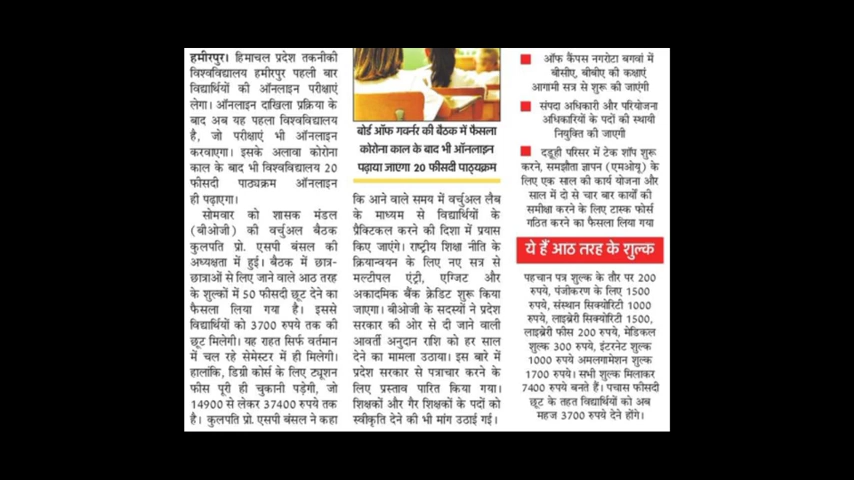 हमीरपुर। हिमाचल प्रदेश तकनीकी
विश्वविद्यालय हमीरपुर पहली बार
विद्यार्थियों की ऑनलाइन परीक्षाएं
लेगा। ऑनलाइन दाखिला प्रक्रिया के
बाद अब यह पहला विश्वविद्यालय
है, जो परीक्षाएं भी ऑनलाइन
करवाएगा। इसके अलावा कोरोना
काल के बाद भी विश्वविद्यालय 20
फीसदी पाठ्यक्रम ऑनलाइन
ही पढ़ाएगा।
सोमवार को शासक मंडल
(बीओजी) की वर्चुअल बैठक
कुलपति प्रो. एसपी बंसल की
अध्यक्षता में हुई। बैठक में छात्र-
छात्राओं से लिए जाने वाले आठ तरह
के शुल्कों में 50 फीसदी छूट देने का
फैसला लिया गया है। इससे
विद्यार्थियों को 3700 रुपये तक की
छूट मिलेगी। यह राहत सिर्फ वर्तमान
में चल रहे सेमेस्टर में ही मिलेगी।
हालांकि, डिग्री कोर्स के लिए ट्यूशन
फीस पूरी ही चुकानी पड़ेगी, जो
14900 से लेकर 37400 रुपये तक
है। कुलपति प्रो. एसपी बंसल ने कहा
बोर्ड ऑफ गवर्नर की बैठक में फैसला
कोरोना काल के बाद भी ऑनलाइन
पढ़ाया जाएगा 20 फीसदी पाठ्यक्रम
कि आने वाले समय में वर्चुअल लैब
के माध्यम से विद्यार्थियों के
प्रैक्टिकल करने की दिशा में प्रयास
किए जाएंगे। राष्ट्रीय शिक्षा नीति के
क्रियान्वयन के लिए नए सत्र से
मल्टीपल एंट्री, एग्जिट और
अकादमिक बैंक क्रेडिट शुरू किया
जाएगा। बीओजी के सदस्यों ने प्रदेश
सरकार की ओर से दी जाने वाली
आवर्ती अनुदान राशि को हर साल
देने का मामला उठाया। इस बारे में
प्रदेश सरकार से पत्राचार करने के
लिए प्रस्ताव पारित किया गया।
शिक्षकों और गैर शिक्षकों के पदों को
स्वीकृति देने की भी मांग उठाई गई।
ऑफ कैंपस नगरोटा बगवां में
बीसीए, बीबीए की कक्षाएं
आगामी सत्र से शुरू की जाएंगी
संपदा अधिकारी और परियोजना
अधिकारियों के पदों की स्थायी
नियुक्ति की जाएगी
दड़ूही परिसर में टेक शॉप शुरू
करने, समझौता ज्ञापन (एमओयू) के
लिए एक साल की कार्य योजना और
साल में दो से चार बार कार्यों की
समीक्षा करने के लिए टास्क फोर्स
गठित करने का फैसला लिया गया
ये हैं आठ तरह के शुल्क
पहचान पत्र शुल्क के तौर पर 200
रुपये, पंजीकरण के लिए 1500
रुपये, संस्थान सिक्योरिटी 1000
रुपये, लाइब्रेरी सिक्योरिटी 1500,
लाइब्रेरी फीस 200 रुपये, मेडिकल
शुल्क 300 रुपये, इंटरनेट शुल्क
1000 रुपये अमलगामेशन शुल्क
1700 रुपये। सभी शुल्क मिलाकर
7400 रुपये बनते हैं। पचास फीसदी
छूट के तहत विद्यार्थियों को अब
महज 3700 रुपये देने होंगे।